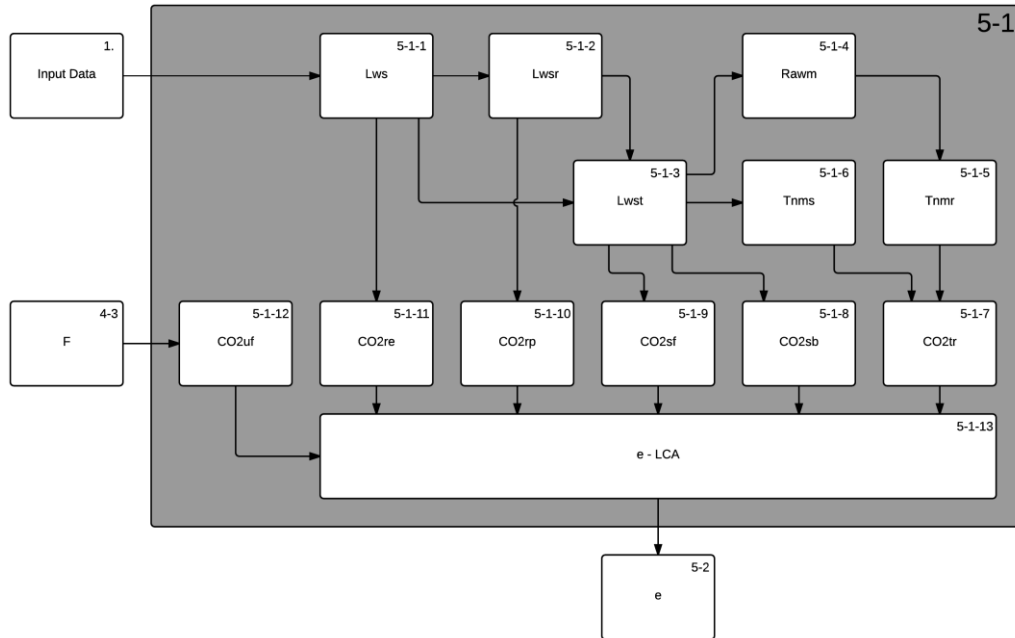 5-1
1.
Input Data
5-1-1
Lws
5-1-2
Lwsr
5-1-4
Rawm
5-1-3
Lwst
5-1-6
Tnms
5-1-5
Tnmr
4-3
F
5-1-12
CO2uf
5-1-11
CO2re
5-1-10
CO2rp
5-1-9
CO2sf
5-1-8
CO2sb
5-1-7
CO2tr
5-1-13
e - LCA
5-2
e